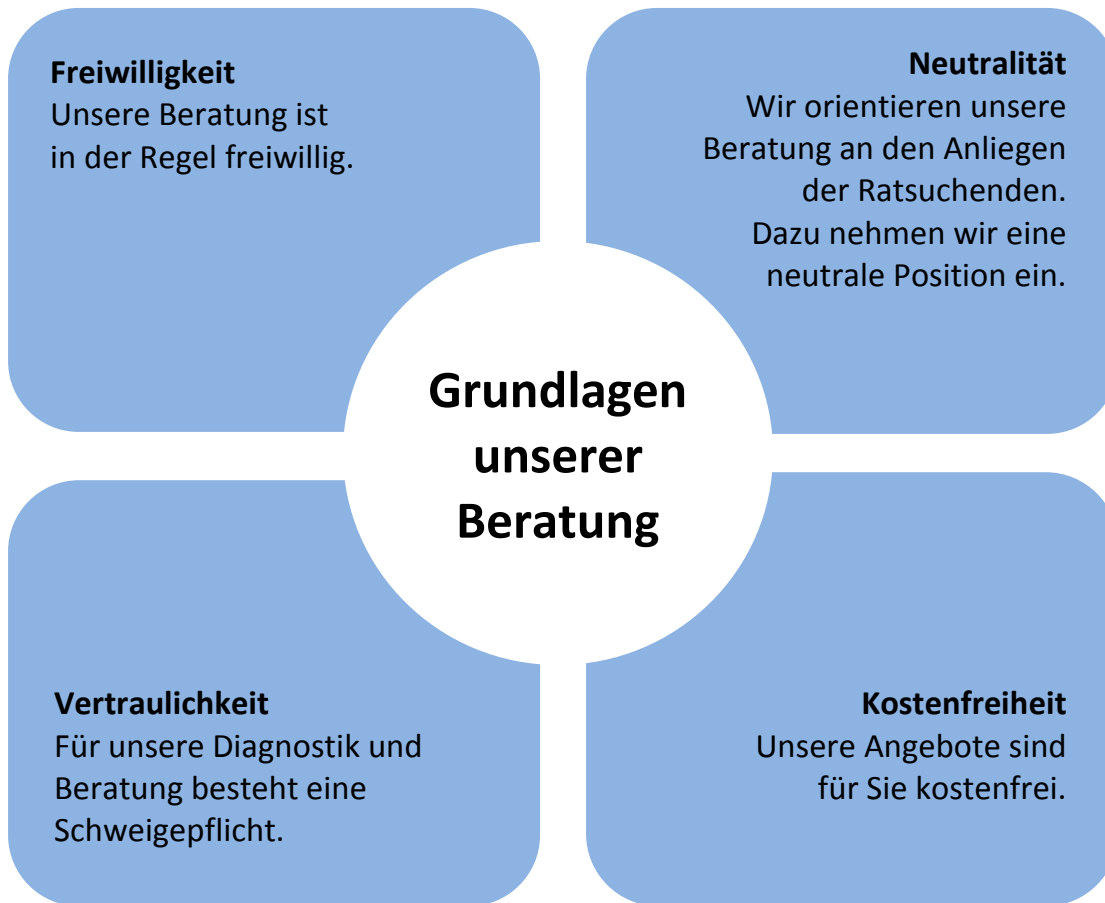 Freiwilligkeit
Unsere Beratung ist
in der Regel freiwillig.
Neutralität
Wir orientieren unsere
Beratung an den Anliegen
der Ratsuchenden.
Dazu nehmen wir eine
neutrale Position ein.
Grundlagen
unserer
Beratung
Vertraulichkeit
Für unsere Diagnostik und
Beratung besteht eine
Schweigepflicht.
Kostenfreiheit
Unsere Angebote sind
für Sie kostenfrei.